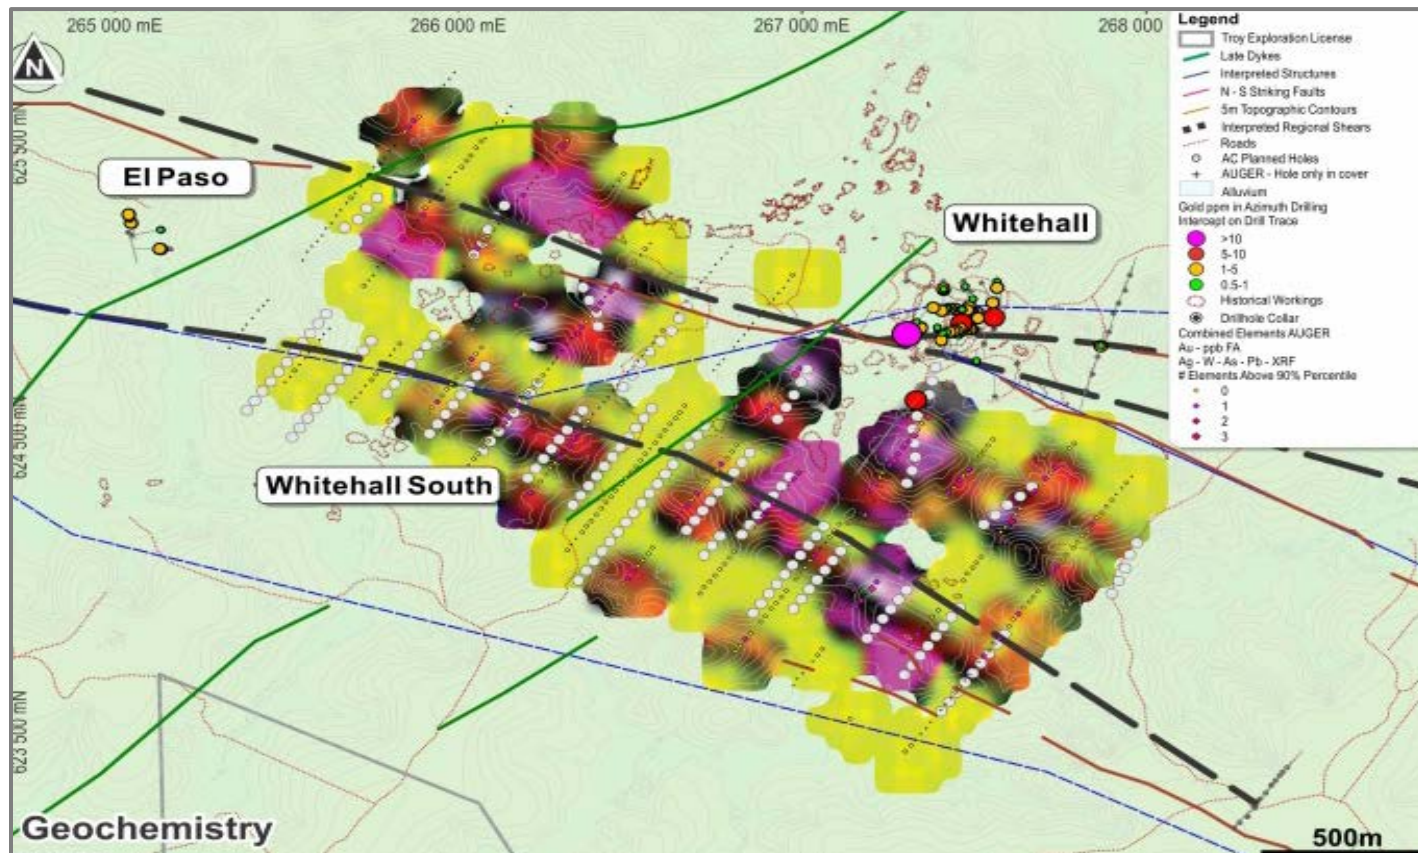 265 000 mE
266 000 mE
267 000 mE
268 000
N
625 500 mN
624 500 mN
623 500 mN
El Paso
Whitehall
Whitehall South
Legend
Troy Exploration License
Late Dykes
Interpreted Structures
N - S Striking Faults
5m Topographic Contours
Interpreted Regional Shears
Roads
AC Planned Holes
AUGER - Hole only in cover
Alluvium
Gold ppm in Azimuth Drilling
Intercept on Drill Trace
>10
5-10
1-5
0.5-1
Historical Workings
Drillhole Collar
Combined Elements AUGER
Au - ppb FA
Ag - W - As - Pb - XRF
# Elements Above 90% Percentile
0
1
2
3
Geochemistry
500m